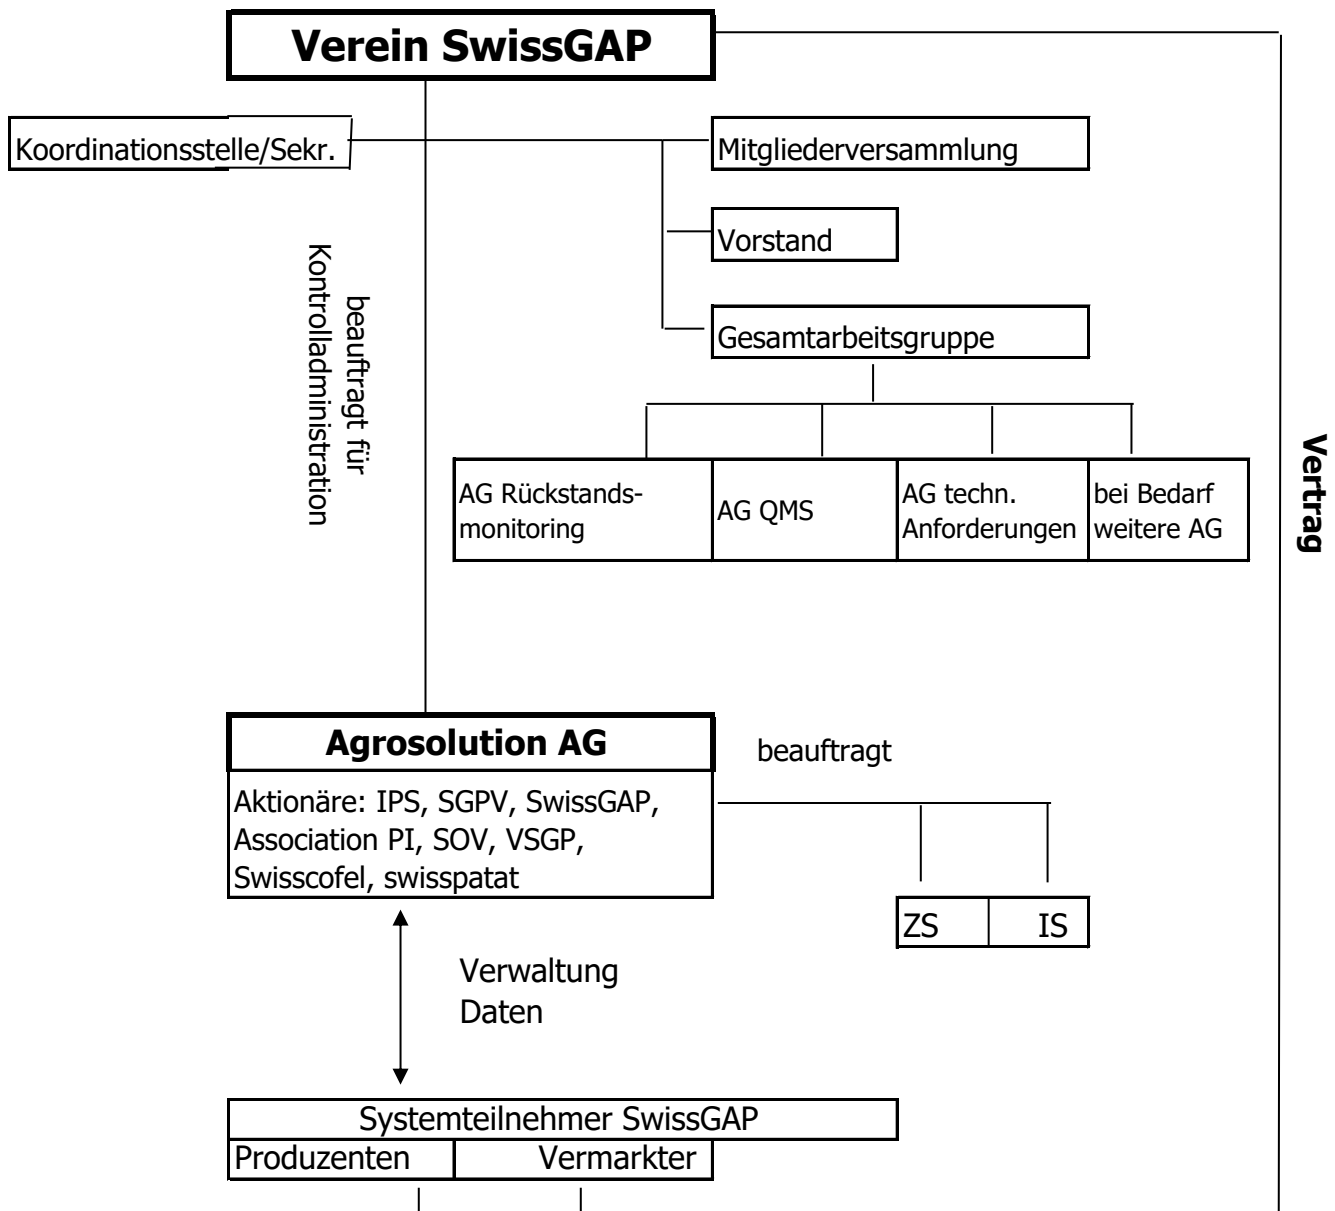 Verein SwissGAP
Koordinationsstelle/Sekr.
Mitgliederversammlung
Vorstand
beauftragt für
Kontrolladministration
Gesamtarbeitsgruppe
AG Rückstands-
monitoring
AG QMS
AG techn.
Anforderungen
bei Bedarf
weitere AG
Vertrag
Agrosolution AG
beauftragt
Aktionäre: IPS, SGPV, SwissGAP,
Association PI, SOV, VSGP,
Swisscofel, swisspatat
ZS
IS
Verwaltung
Daten
Systemteilnehmer SwissGAP
Produzenten
Vermarkter